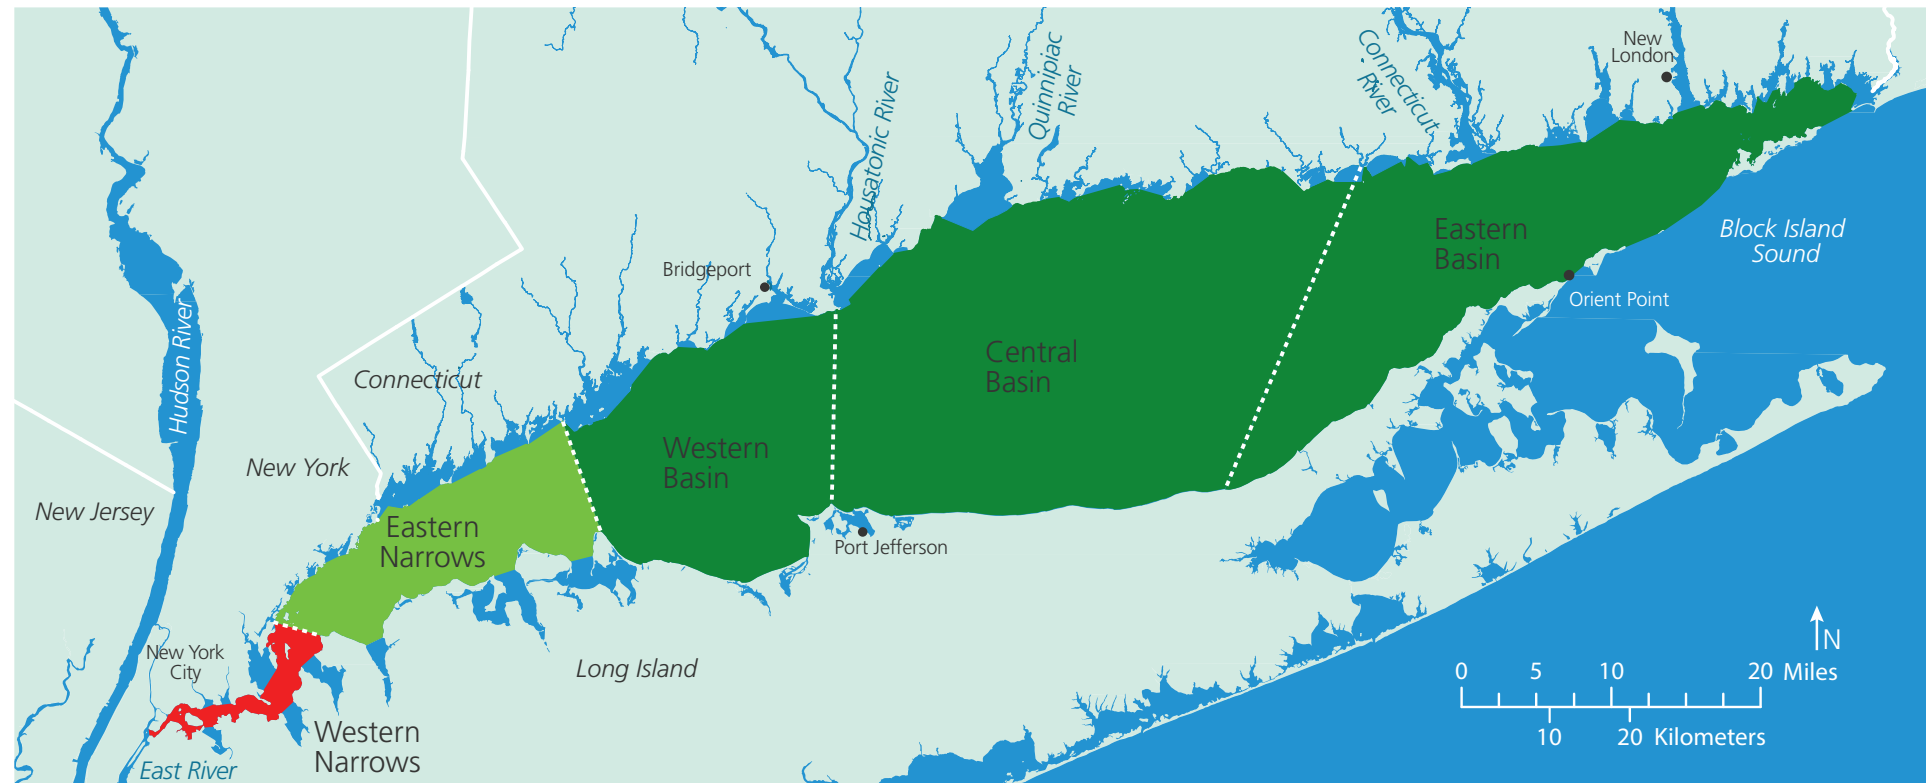 New
London
Connecticut
River
Quinnipiac
River
Housatonic River
Eastern
Basin
Block Island
Sound
Bridgeport
Orient Point
Hudson River
Central
Basin
Connecticut
Western
Basin
New York
New Jersey
Eastern
Narrows
Port Jefferson
N
New York
City
Long Island
0 5 10 20 Miles
10 20 Kilometers
Western
Narrows
East River